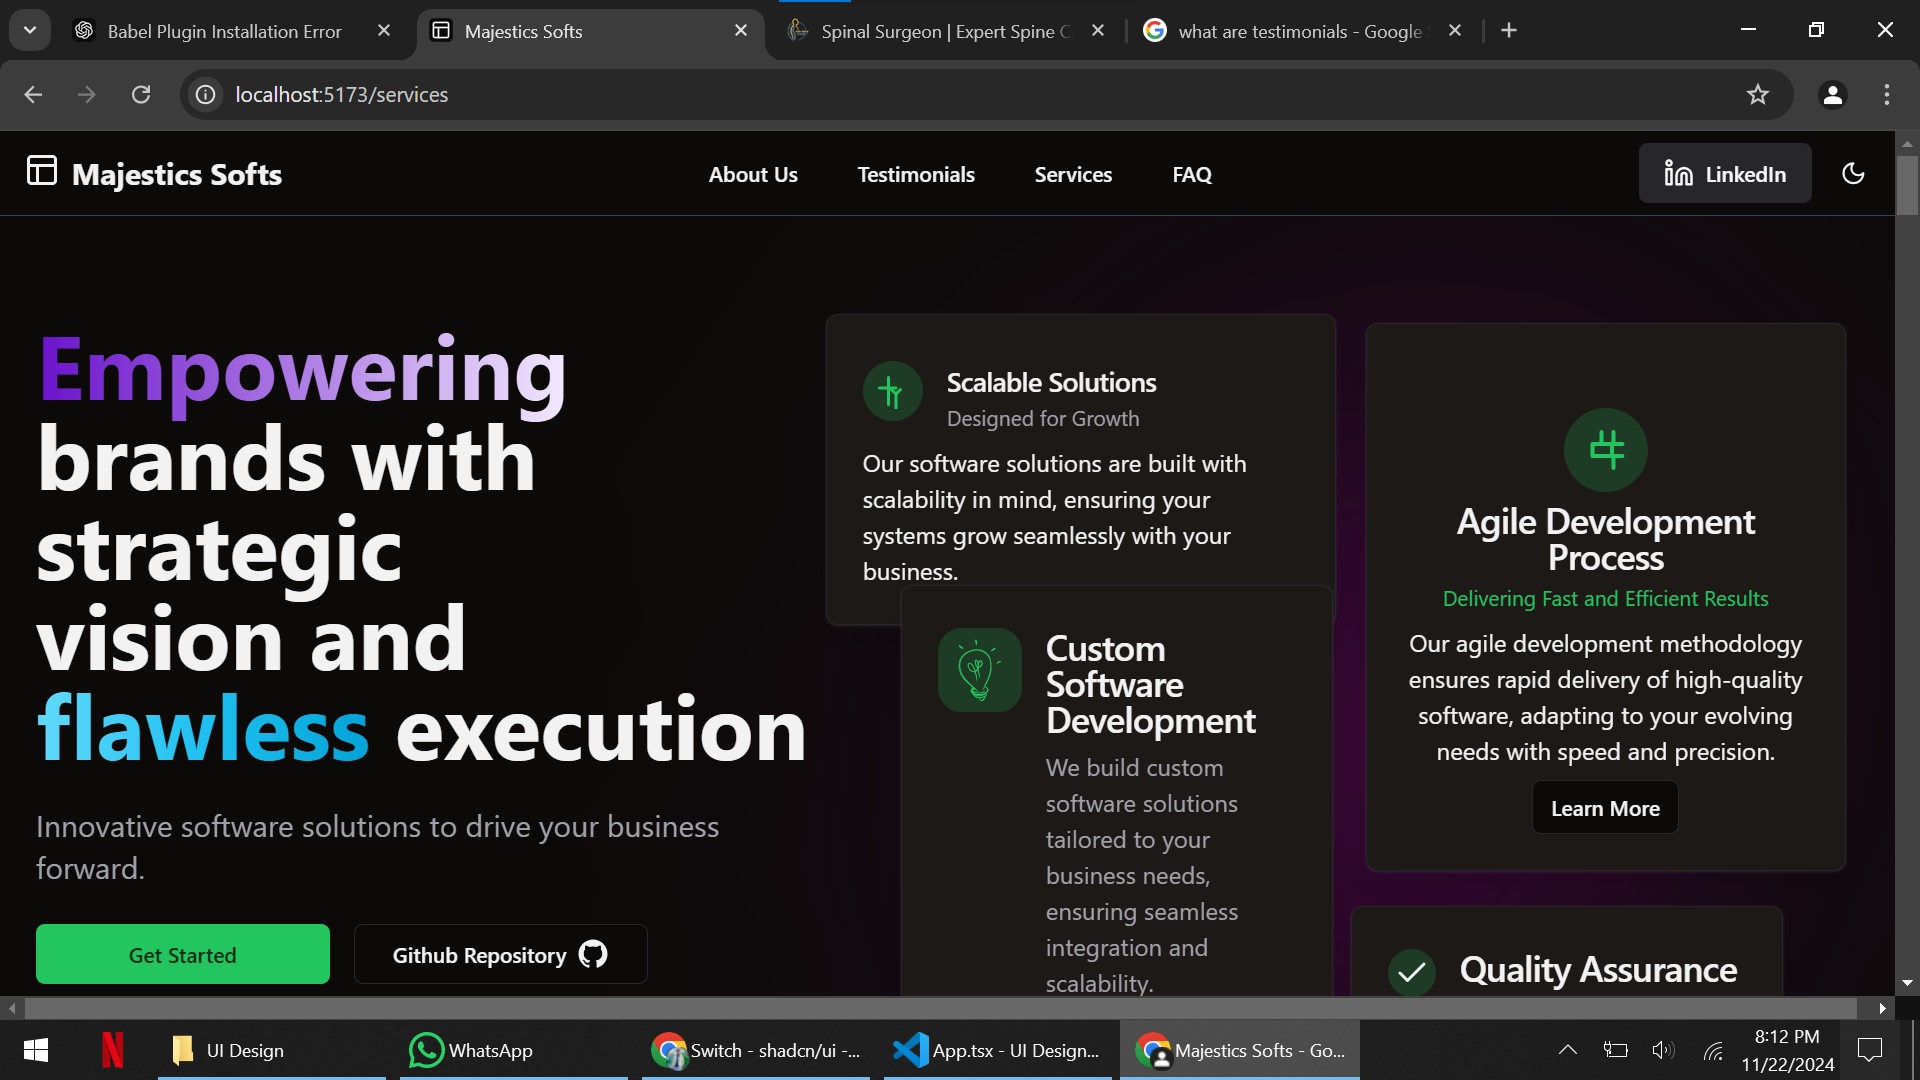 Babel Plugin Installation Error
Majestics Softs
Spinal Surgeon | Expert Spine C
what are testimonials - Google
localhost:5173/services
Majestics Softs
About Us
Testimonials
Services
FAQ
LinkedIn
Empowering
brands with
strategic
vision and
flawless execution
Innovative software solutions to drive your business
forward.
Get Started
Github Repository
Scalable Solutions
Designed for Growth
Our software solutions are built with
scalability in mind, ensuring your
systems grow seamlessly with your
business.
Custom
Software
Development
We build custom
software solutions
tailored to your
business needs,
ensuring seamless
integration and
scalability.
Agile Development
Process
Delivering Fast and Efficient Results
Our agile development methodology
ensures rapid delivery of high-quality
software, adapting to your evolving
needs with speed and precision.
Learn More
Quality Assurance
UI Design
WhatsApp
Switch - shadcn/ui -...
App.tsx - UI Design...
Majestics Softs - Go...
8:12 PM
11/22/2024